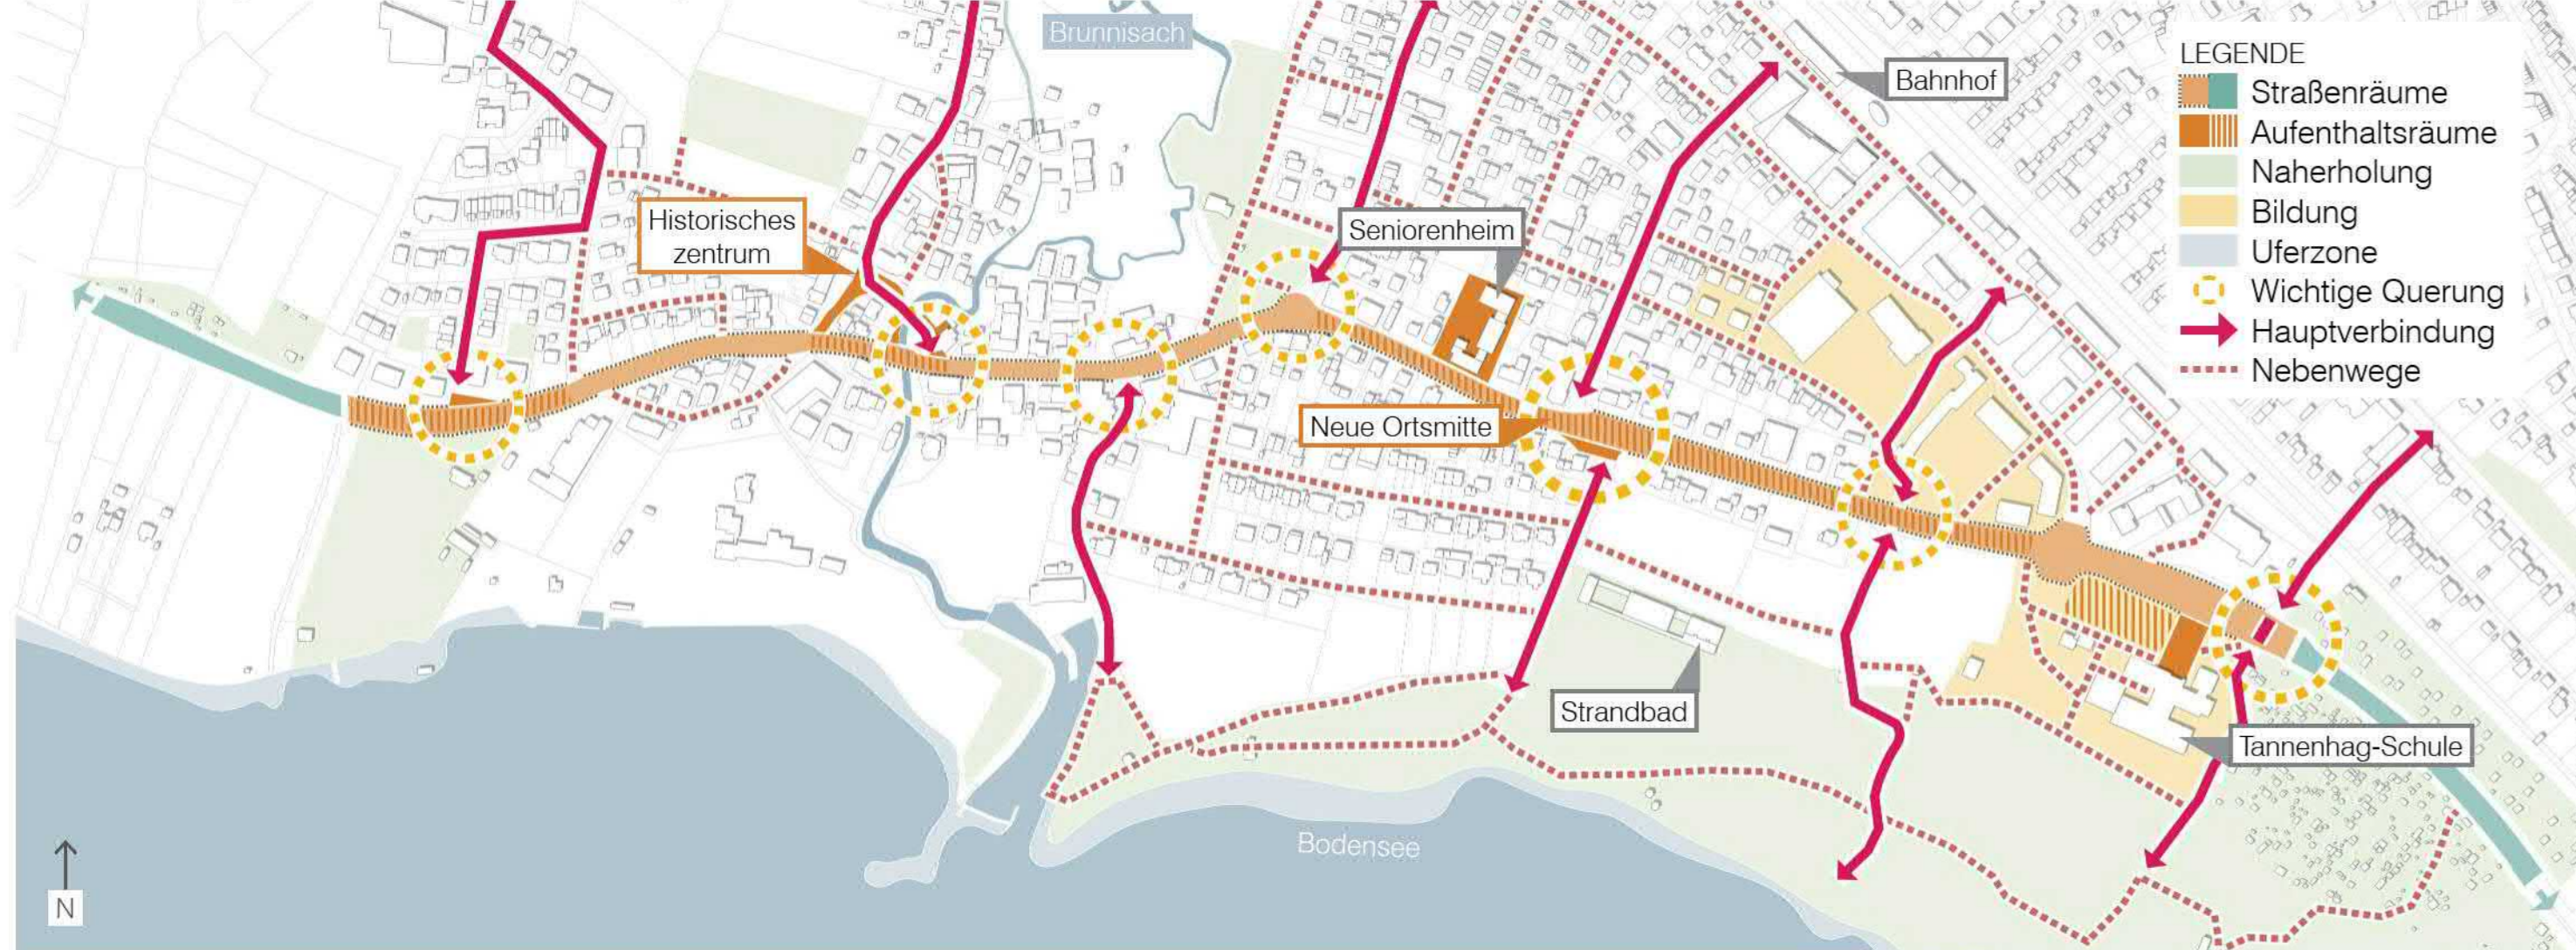 Brunnisach
Bahnhof
LEGENDE
Straßenräume
Aufenthaltsräume
Naherholung
Bildung
Uferzone
Wichtige Querung
Hauptverbindung
Nebenwege
Historisches
zentrum
Seniorenheim
Neue Ortsmitte
Strandbad
Tannenhag-Schule
Bodensee
N